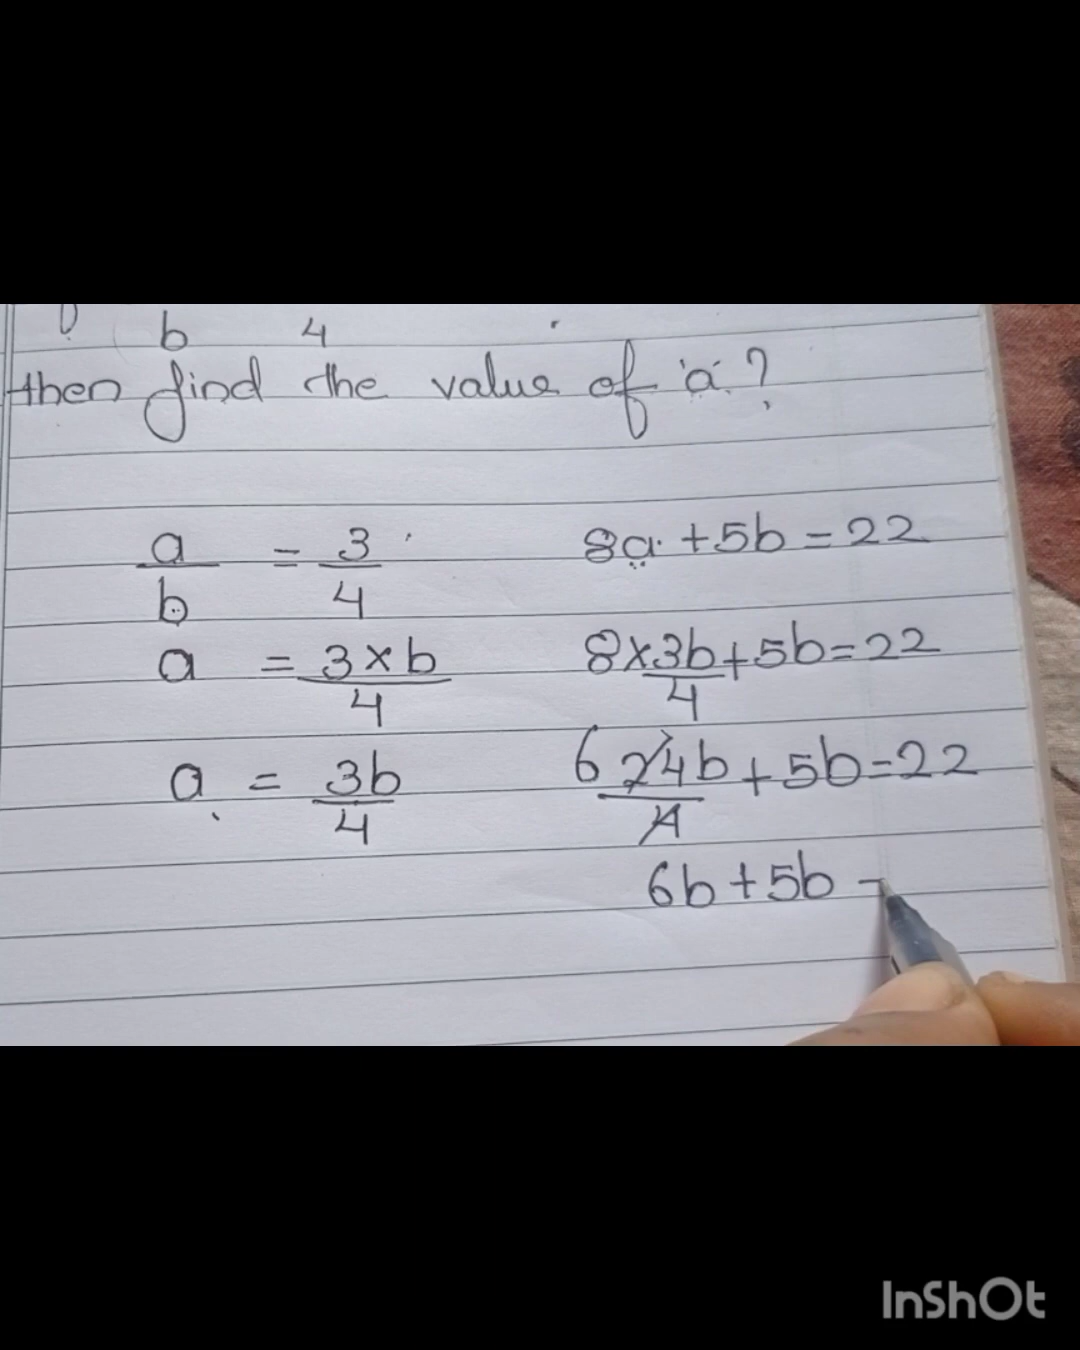 b 4
then find the value of 'a'?
a/b = 3/4
a = 3×b/4
a = 3b/4
8a + 5b = 22
8×3b/4 + 5b = 22
6 24b/4 + 5b = 22
6b + 5b -
InShOt